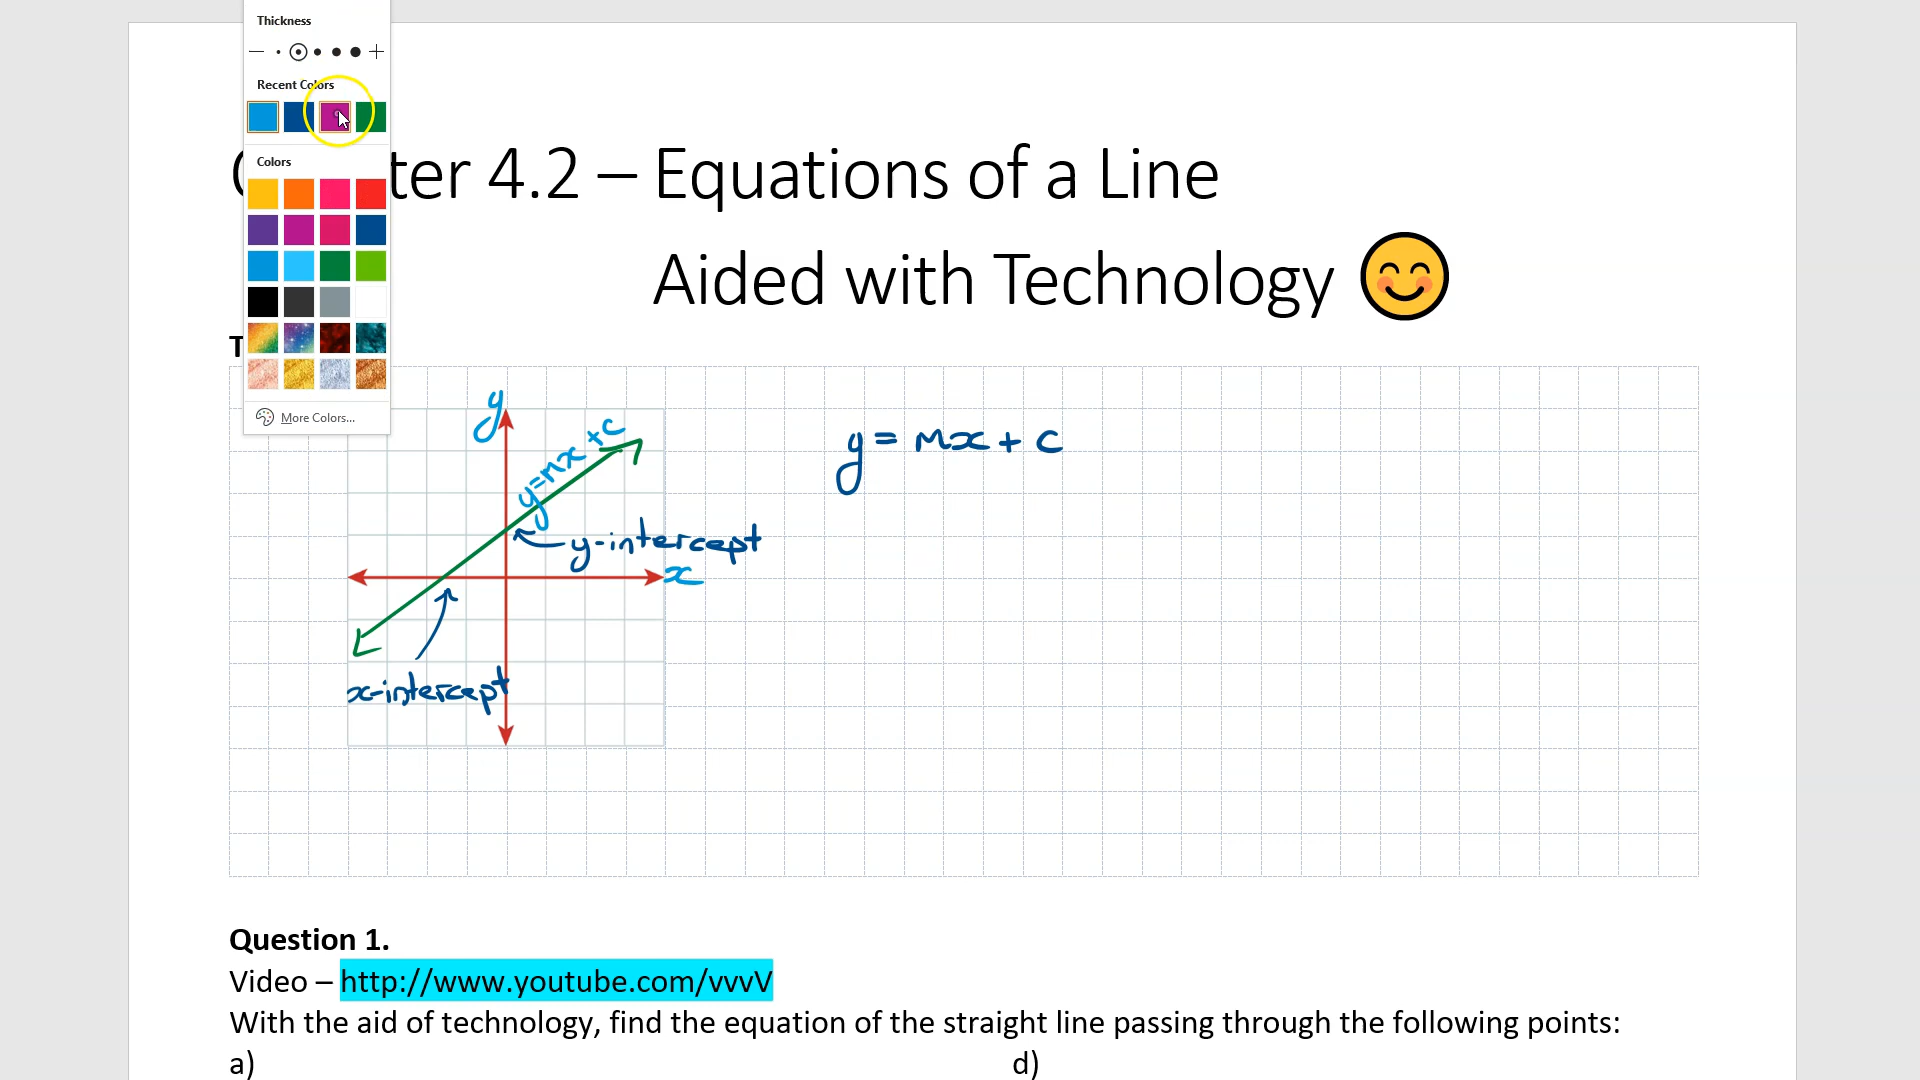 Thickness
Recent Colors
Colors
More Colors...
ter 4.2 – Equations of a Line
Aided with Technology
T
y
y=mx+c
y-intercept
x
x-intercept
y = mx + c
Question 1.
Video – http://www.youtube.com/vvvV
With the aid of technology, find the equation of the straight line passing through the following points:
a)
d)